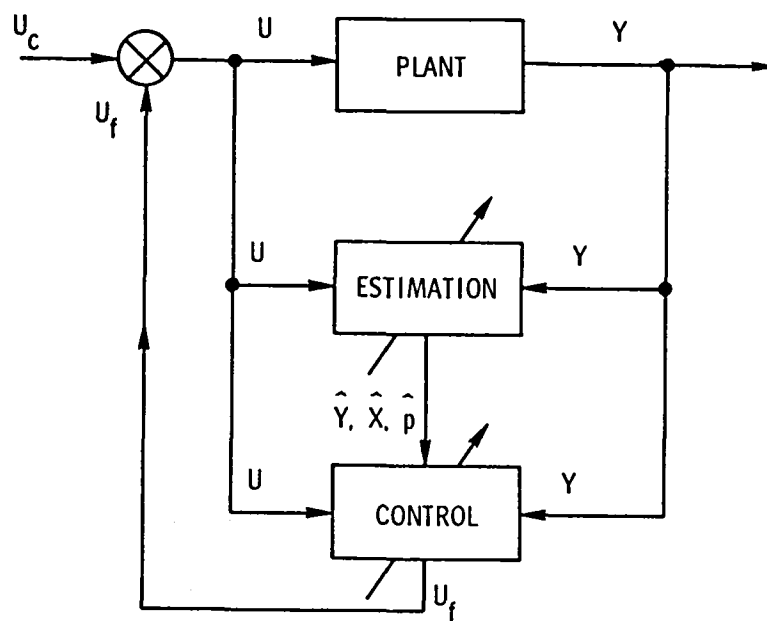 U_c
U
PLANT
Y
U_f
U
ESTIMATION
Y
Ŷ, X̂, p̂
U
CONTROL
Y
U_f